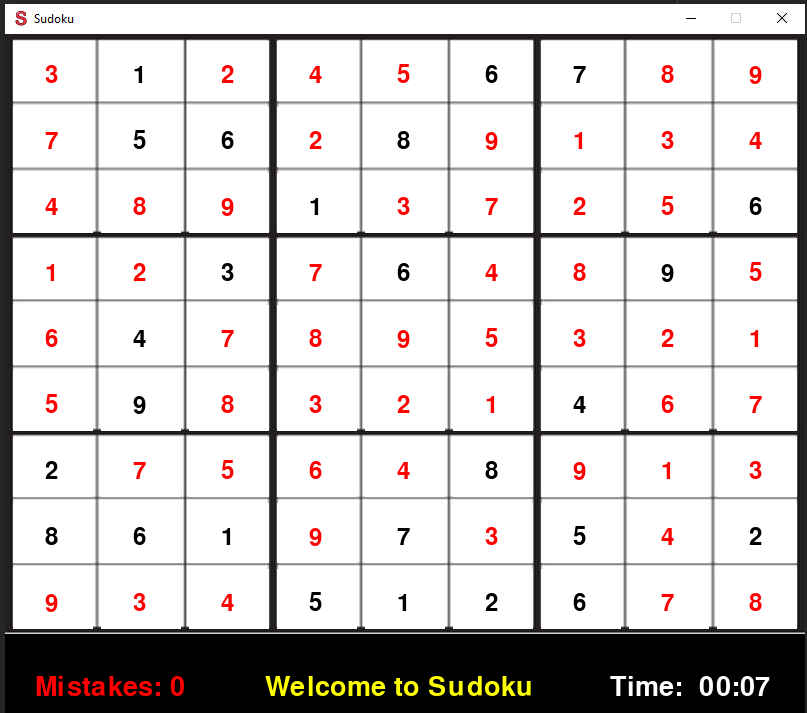 S Sudoku
3 1 2 4 5 6 7 8 9
7 5 6 2 8 9 1 3 4
4 8 9 1 3 7 2 5 6
1 2 3 7 6 4 8 9 5
6 4 7 8 9 5 3 2 1
5 9 8 3 2 1 4 6 7
2 7 5 6 4 8 9 1 3
8 6 1 9 7 3 5 4 2
9 3 4 5 1 2 6 7 8
Mistakes: 0 Welcome to Sudoku Time: 00:07